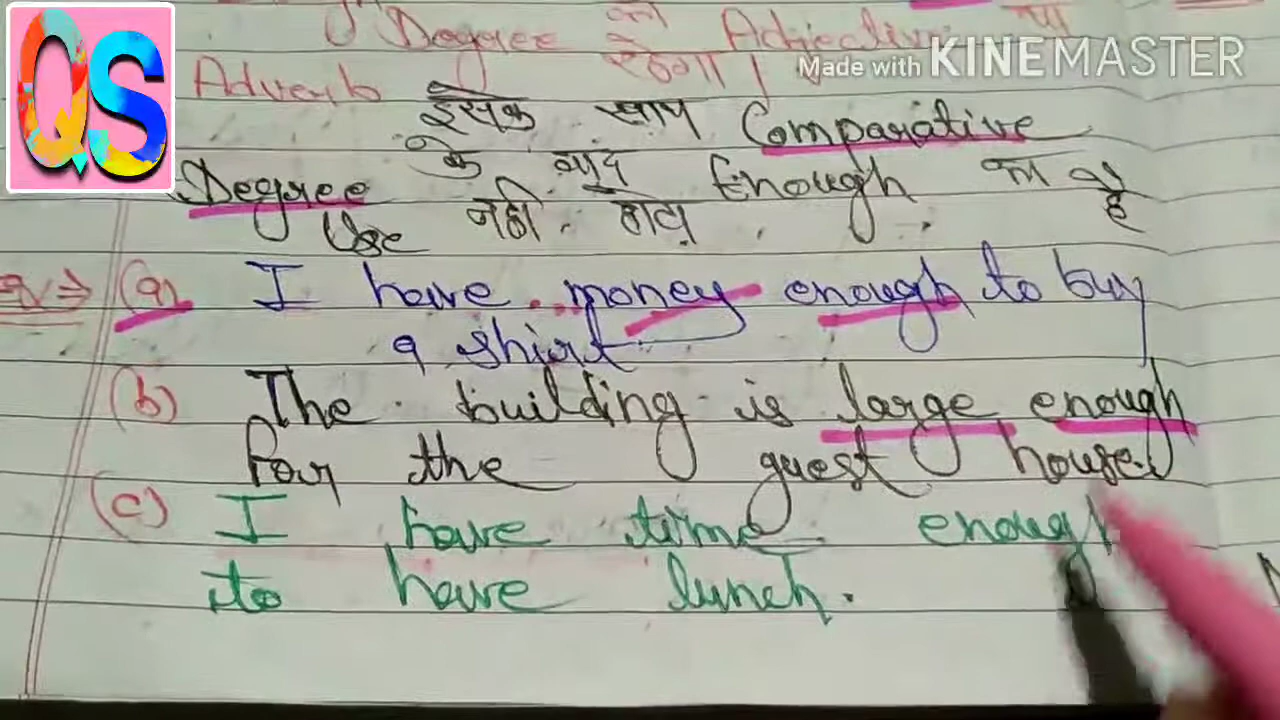 QS
Degree का Adjective या
Made with KINEMASTER
Adverb रहेगा।
इसके साथ Comparative
Degree के बाद Enough का
Use नही होता है
(a) I have money enough to buy
a shirt
(b) The building is large enough
for the guest house.
(c) I have time enough
to have lunch.